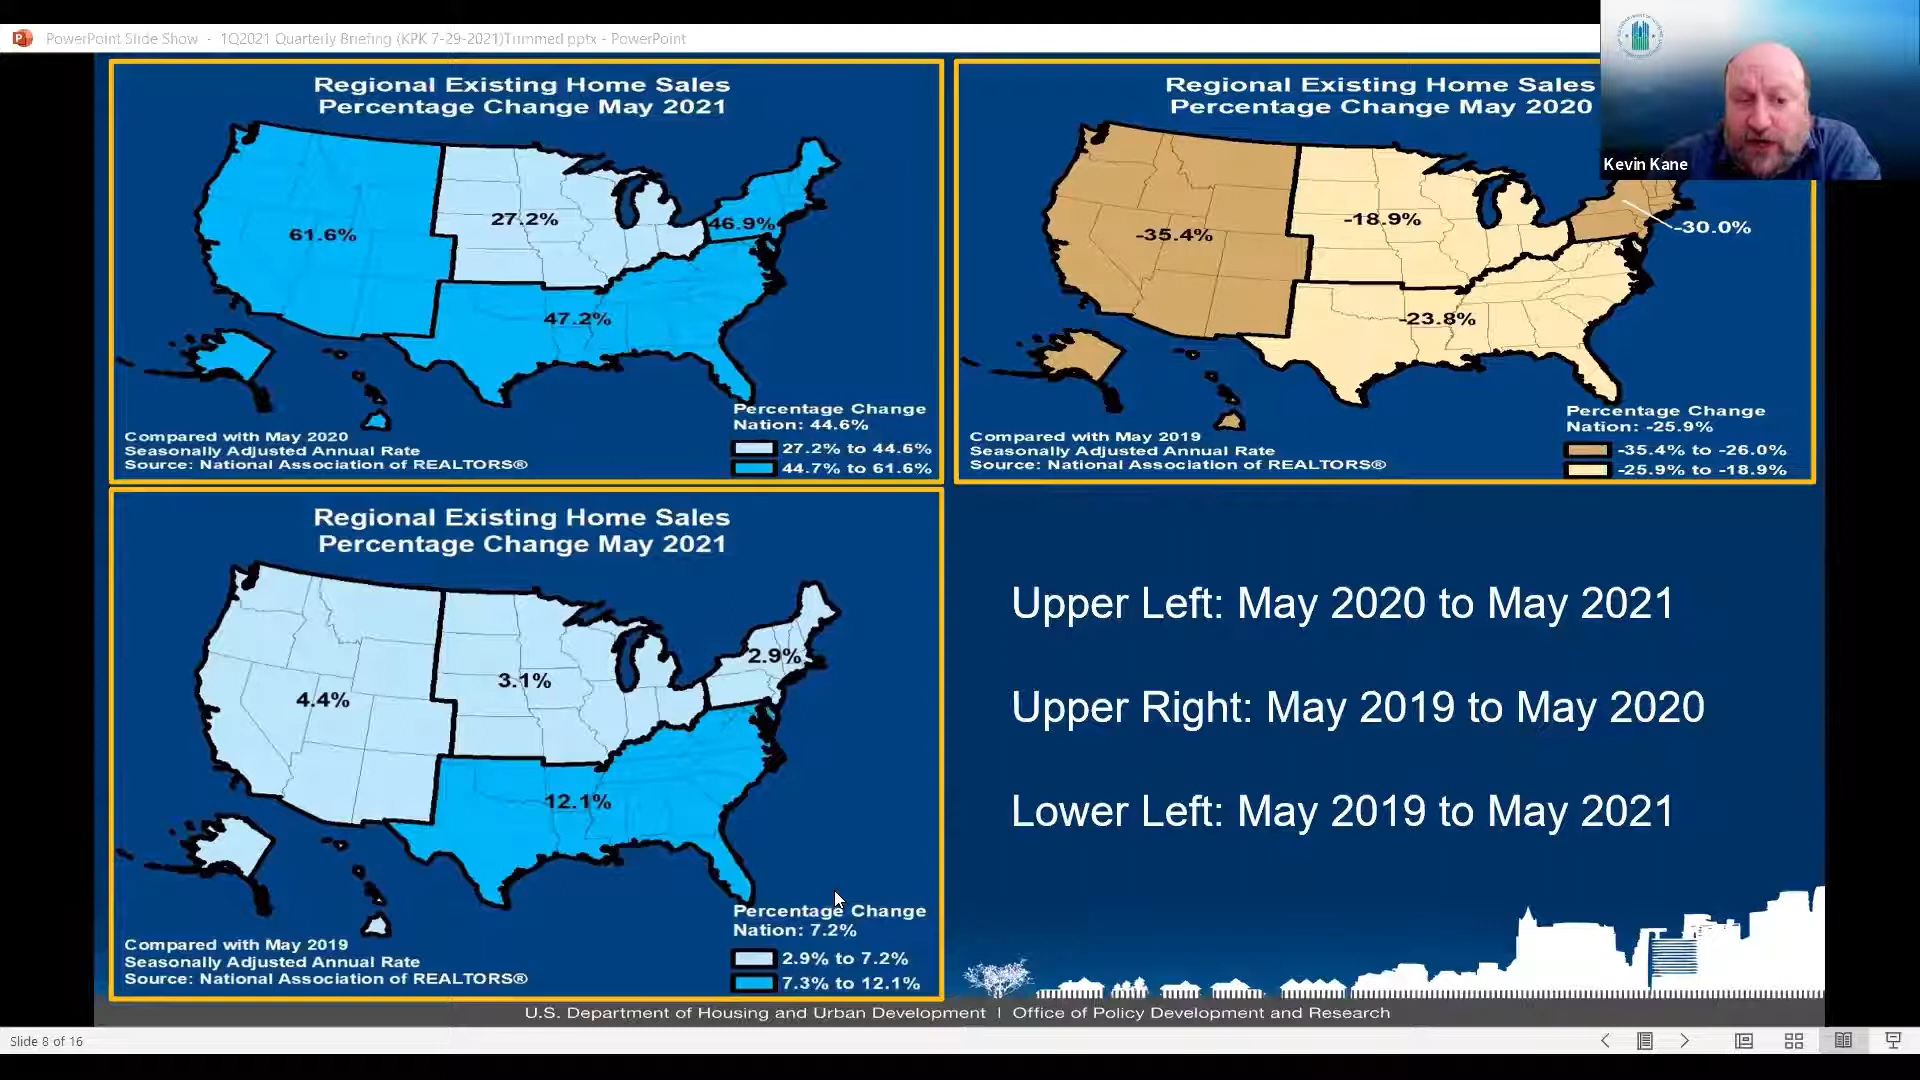 PowerPoint Slide Show - 1Q2021 Quarterly Briefing (KPK 7-29-2021)Trimmed.pptx - PowerPoint
Regional Existing Home Sales
Percentage Change May 2021
61.6%
27.2%
46.9%
47.2%
Percentage Change
Nation: 44.6%
27.2% to 44.6%
44.7% to 61.6%
Compared with May 2020
Seasonally Adjusted Annual Rate
Source: National Association of REALTORS®
Regional Existing Home Sales
Percentage Change May 2020
-35.4%
-18.9%
-30.0%
-23.8%
Percentage Change
Nation: -25.9%
-35.4% to -26.0%
-25.9% to -18.9%
Compared with May 2019
Seasonally Adjusted Annual Rate
Source: National Association of REALTORS®
Kevin Kane
Regional Existing Home Sales
Percentage Change May 2021
4.4%
3.1%
2.9%
12.1%
Percentage Change
Nation: 7.2%
2.9% to 7.2%
7.3% to 12.1%
Compared with May 2019
Seasonally Adjusted Annual Rate
Source: National Association of REALTORS®
Upper Left: May 2020 to May 2021
Upper Right: May 2019 to May 2020
Lower Left: May 2019 to May 2021
U.S. Department of Housing and Urban Development | Office of Policy Development and Research
Slide 8 of 16